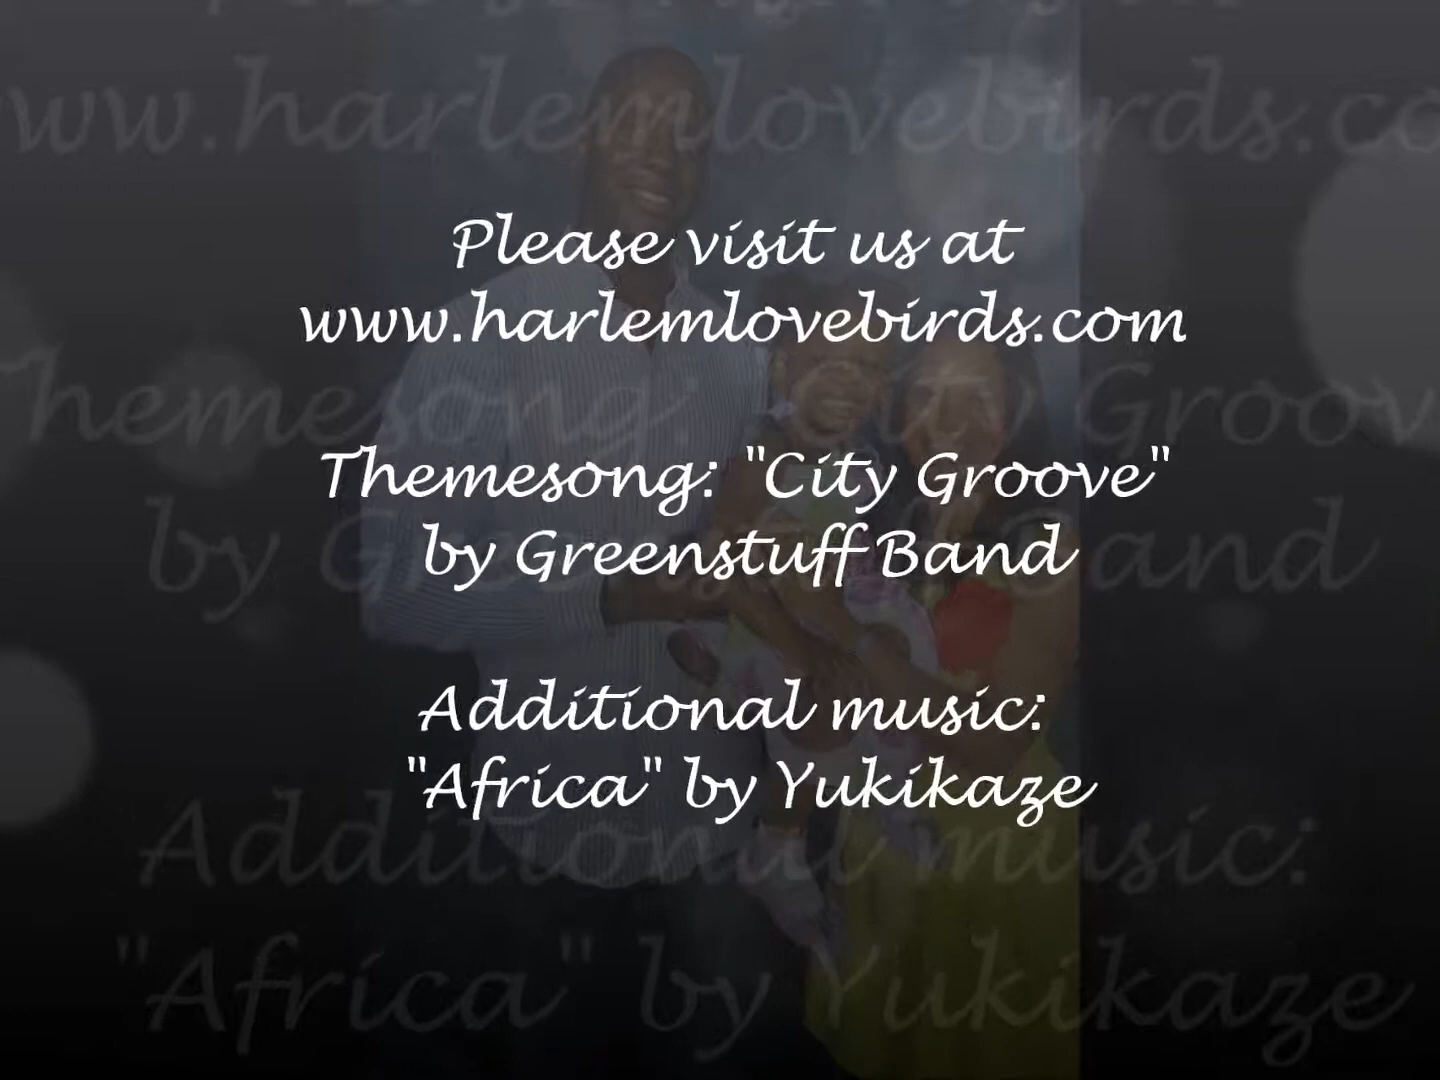 Please visit us at
www.harlemlovebirds.com
Themesong: "City Groove"
by Greenstuff Band
Additional music:
"Africa" by Yukikaze